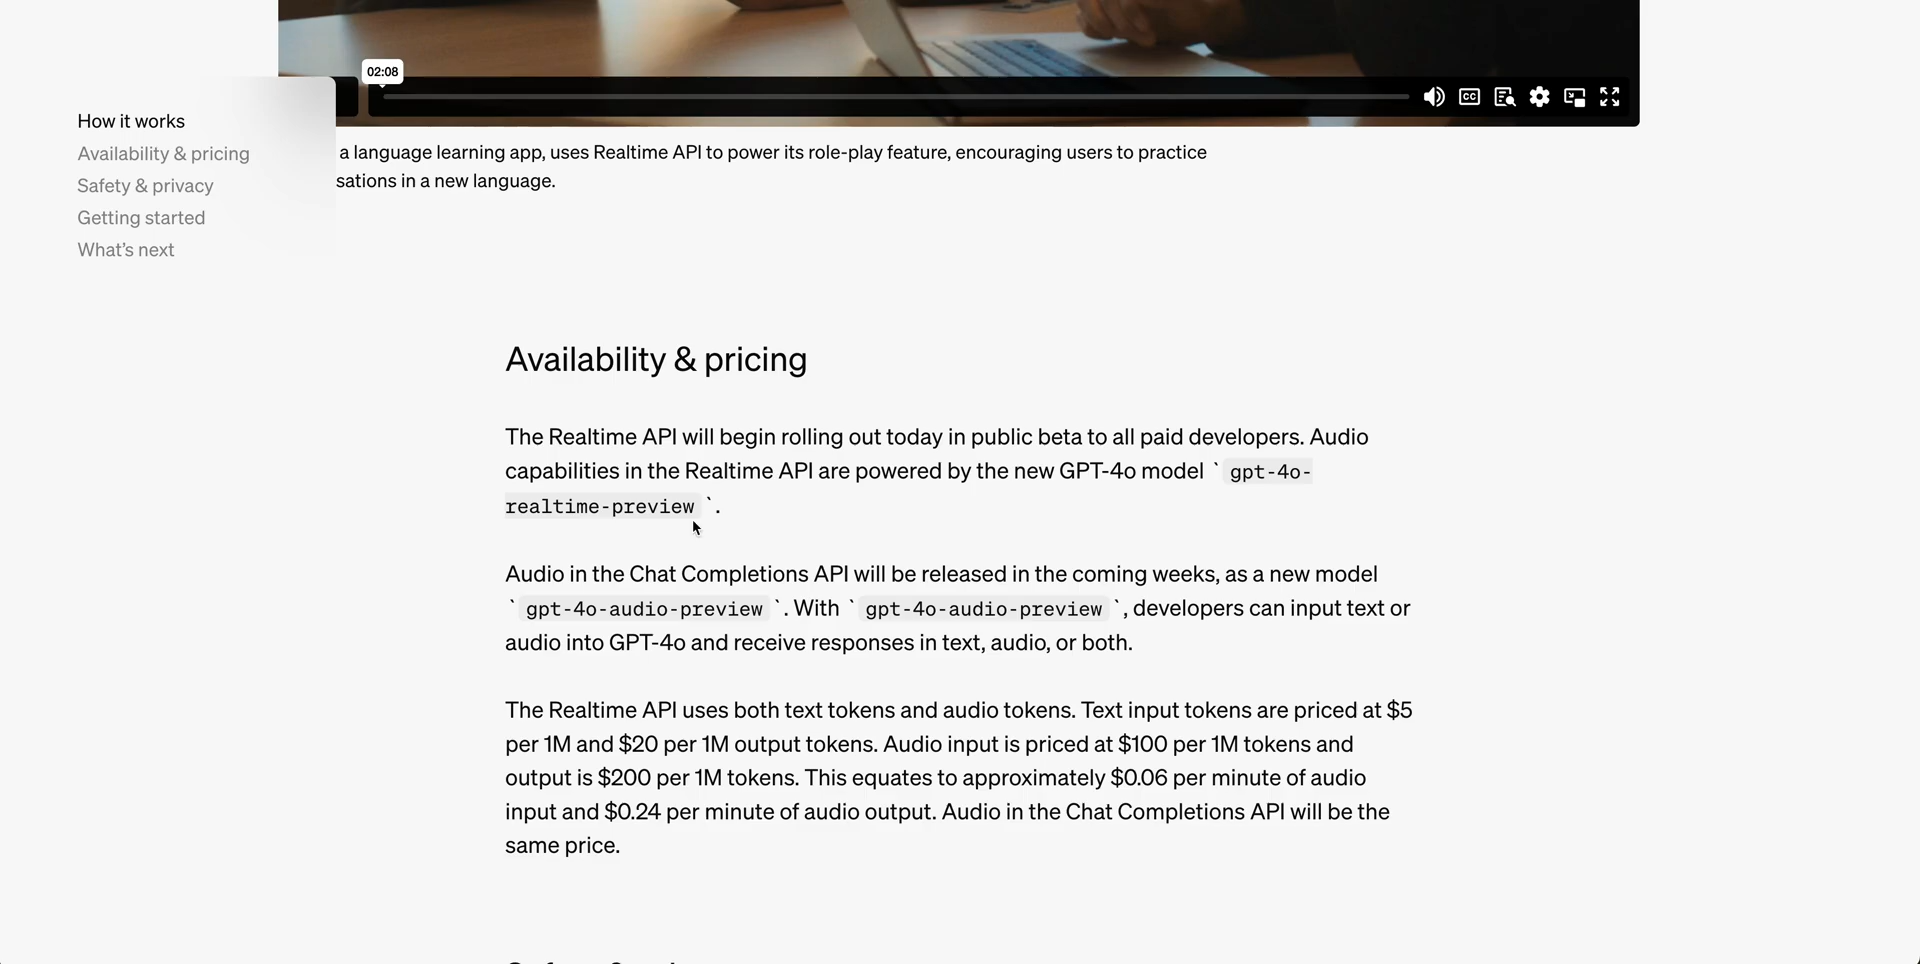 02:08
CC
How it works
Availability & pricing
Safety & privacy
Getting started
What’s next
a language learning app, uses Realtime API to power its role-play feature, encouraging users to practice
sations in a new language.
Availability & pricing
The Realtime API will begin rolling out today in public beta to all paid developers. Audio
capabilities in the Realtime API are powered by the new GPT-4o model `gpt-4o-
realtime-preview`.
Audio in the Chat Completions API will be released in the coming weeks, as a new model
`gpt-4o-audio-preview`. With `gpt-4o-audio-preview`, developers can input text or
audio into GPT-4o and receive responses in text, audio, or both.
The Realtime API uses both text tokens and audio tokens. Text input tokens are priced at $5
per 1M and $20 per 1M output tokens. Audio input is priced at $100 per 1M tokens and
output is $200 per 1M tokens. This equates to approximately $0.06 per minute of audio
input and $0.24 per minute of audio output. Audio in the Chat Completions API will be the
same price.